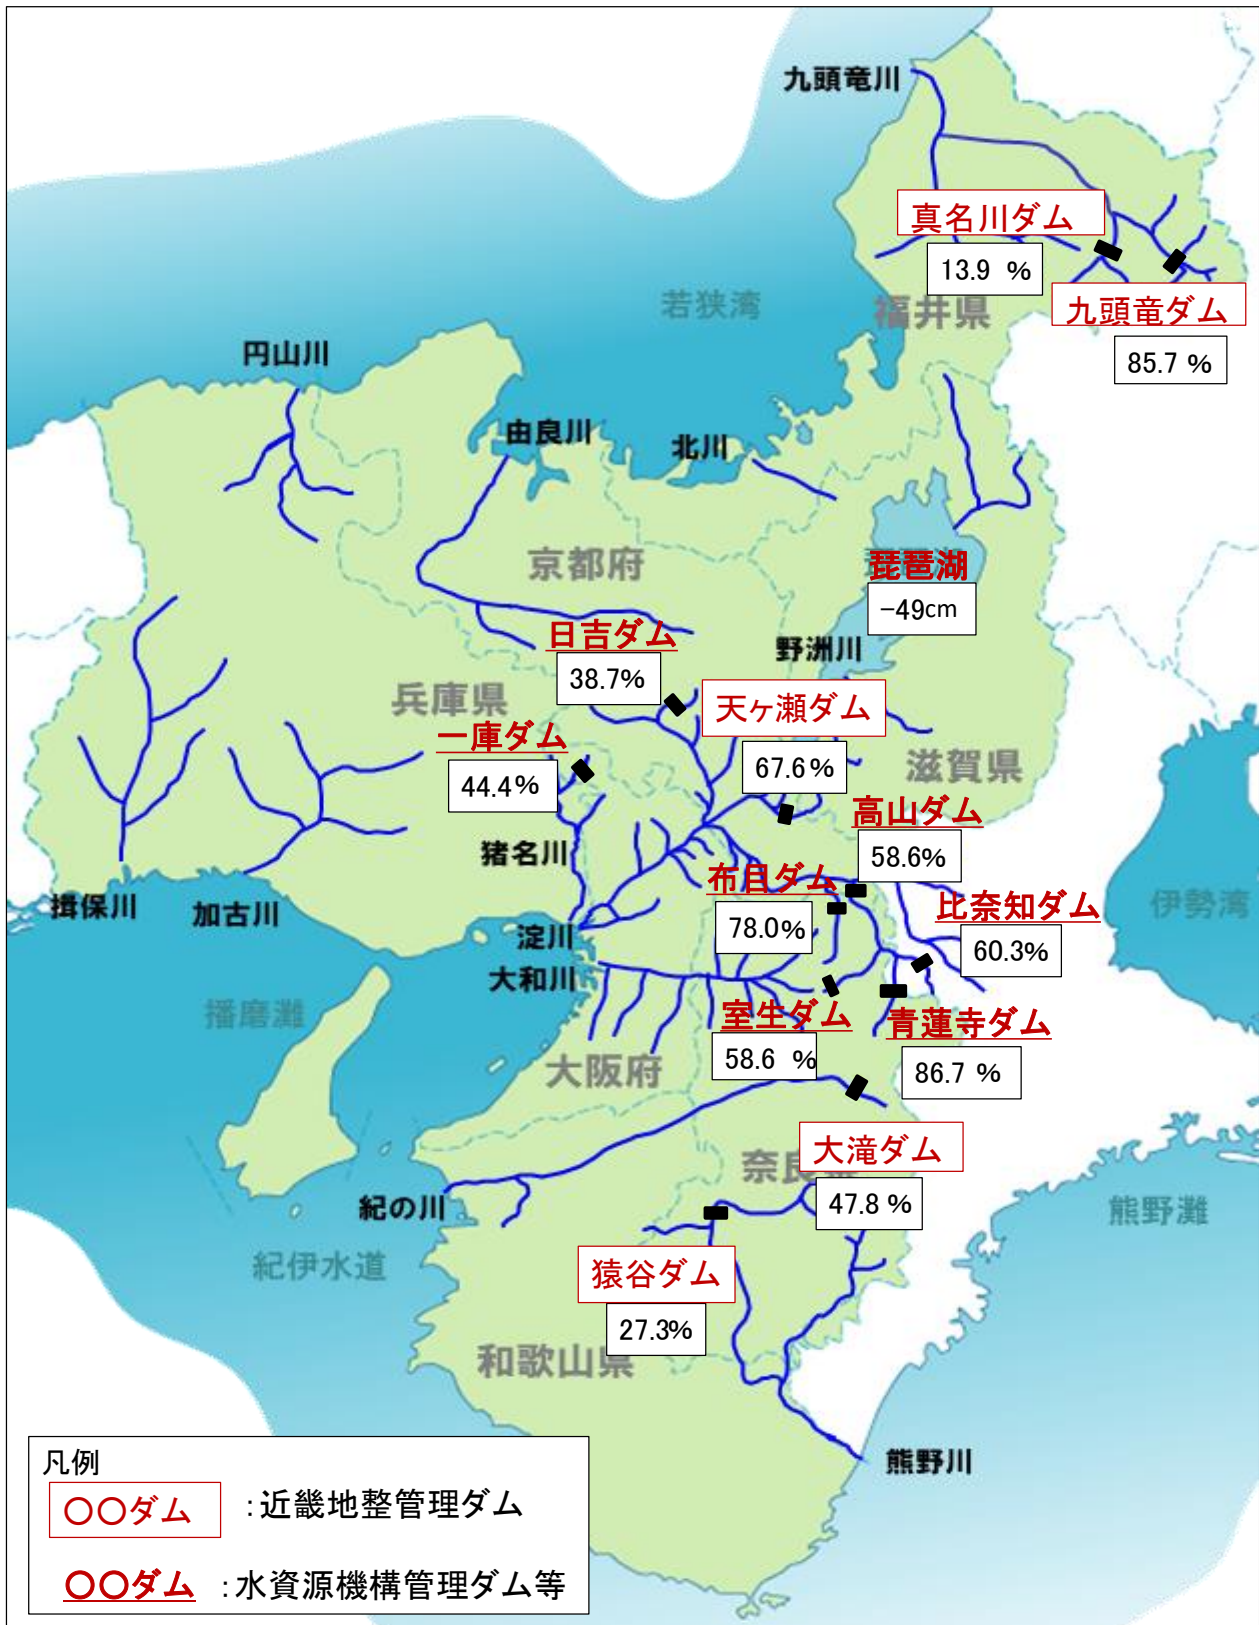 九頭竜川
真名川ダム
13.9 %
福井県
九頭竜ダム
85.7 %
若狭湾
円山川
由良川
北川
京都府
琵琶湖
-49cm
日吉ダム
38.7%
野洲川
兵庫県
天ヶ瀬ダム
67.6%
滋賀県
一庫ダム
44.4%
高山ダム
58.6%
猪名川
布目ダム
78.0%
比奈知ダム
60.3%
伊勢湾
揖保川
加古川
淀川
大和川
播磨灘
室生ダム
58.6 %
青蓮寺ダム
86.7 %
大阪府
大滝ダム
47.8 %
奈良県
紀の川
紀伊水道
熊野灘
猿谷ダム
27.3%
和歌山県
熊野川
凡例
〇〇ダム :近畿地整管理ダム
〇〇ダム :水資源機構管理ダム等